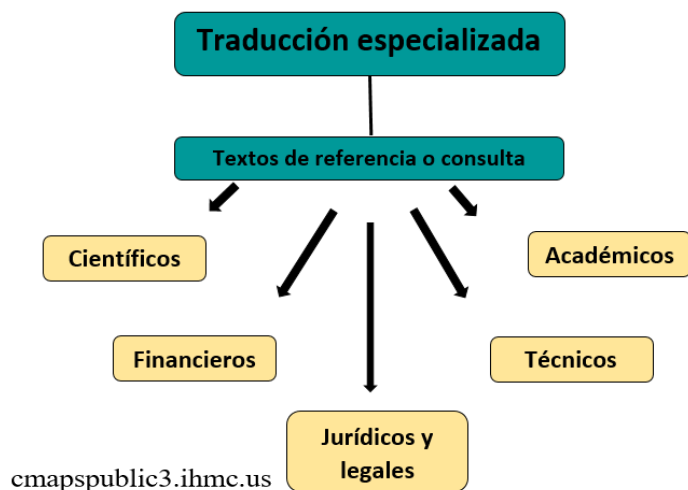 Traducción especializada
Textos de referencia o consulta
Científicos
Académicos
Financieros
Técnicos
Jurídicos y
legales
cmapspublic3.ihmc.us